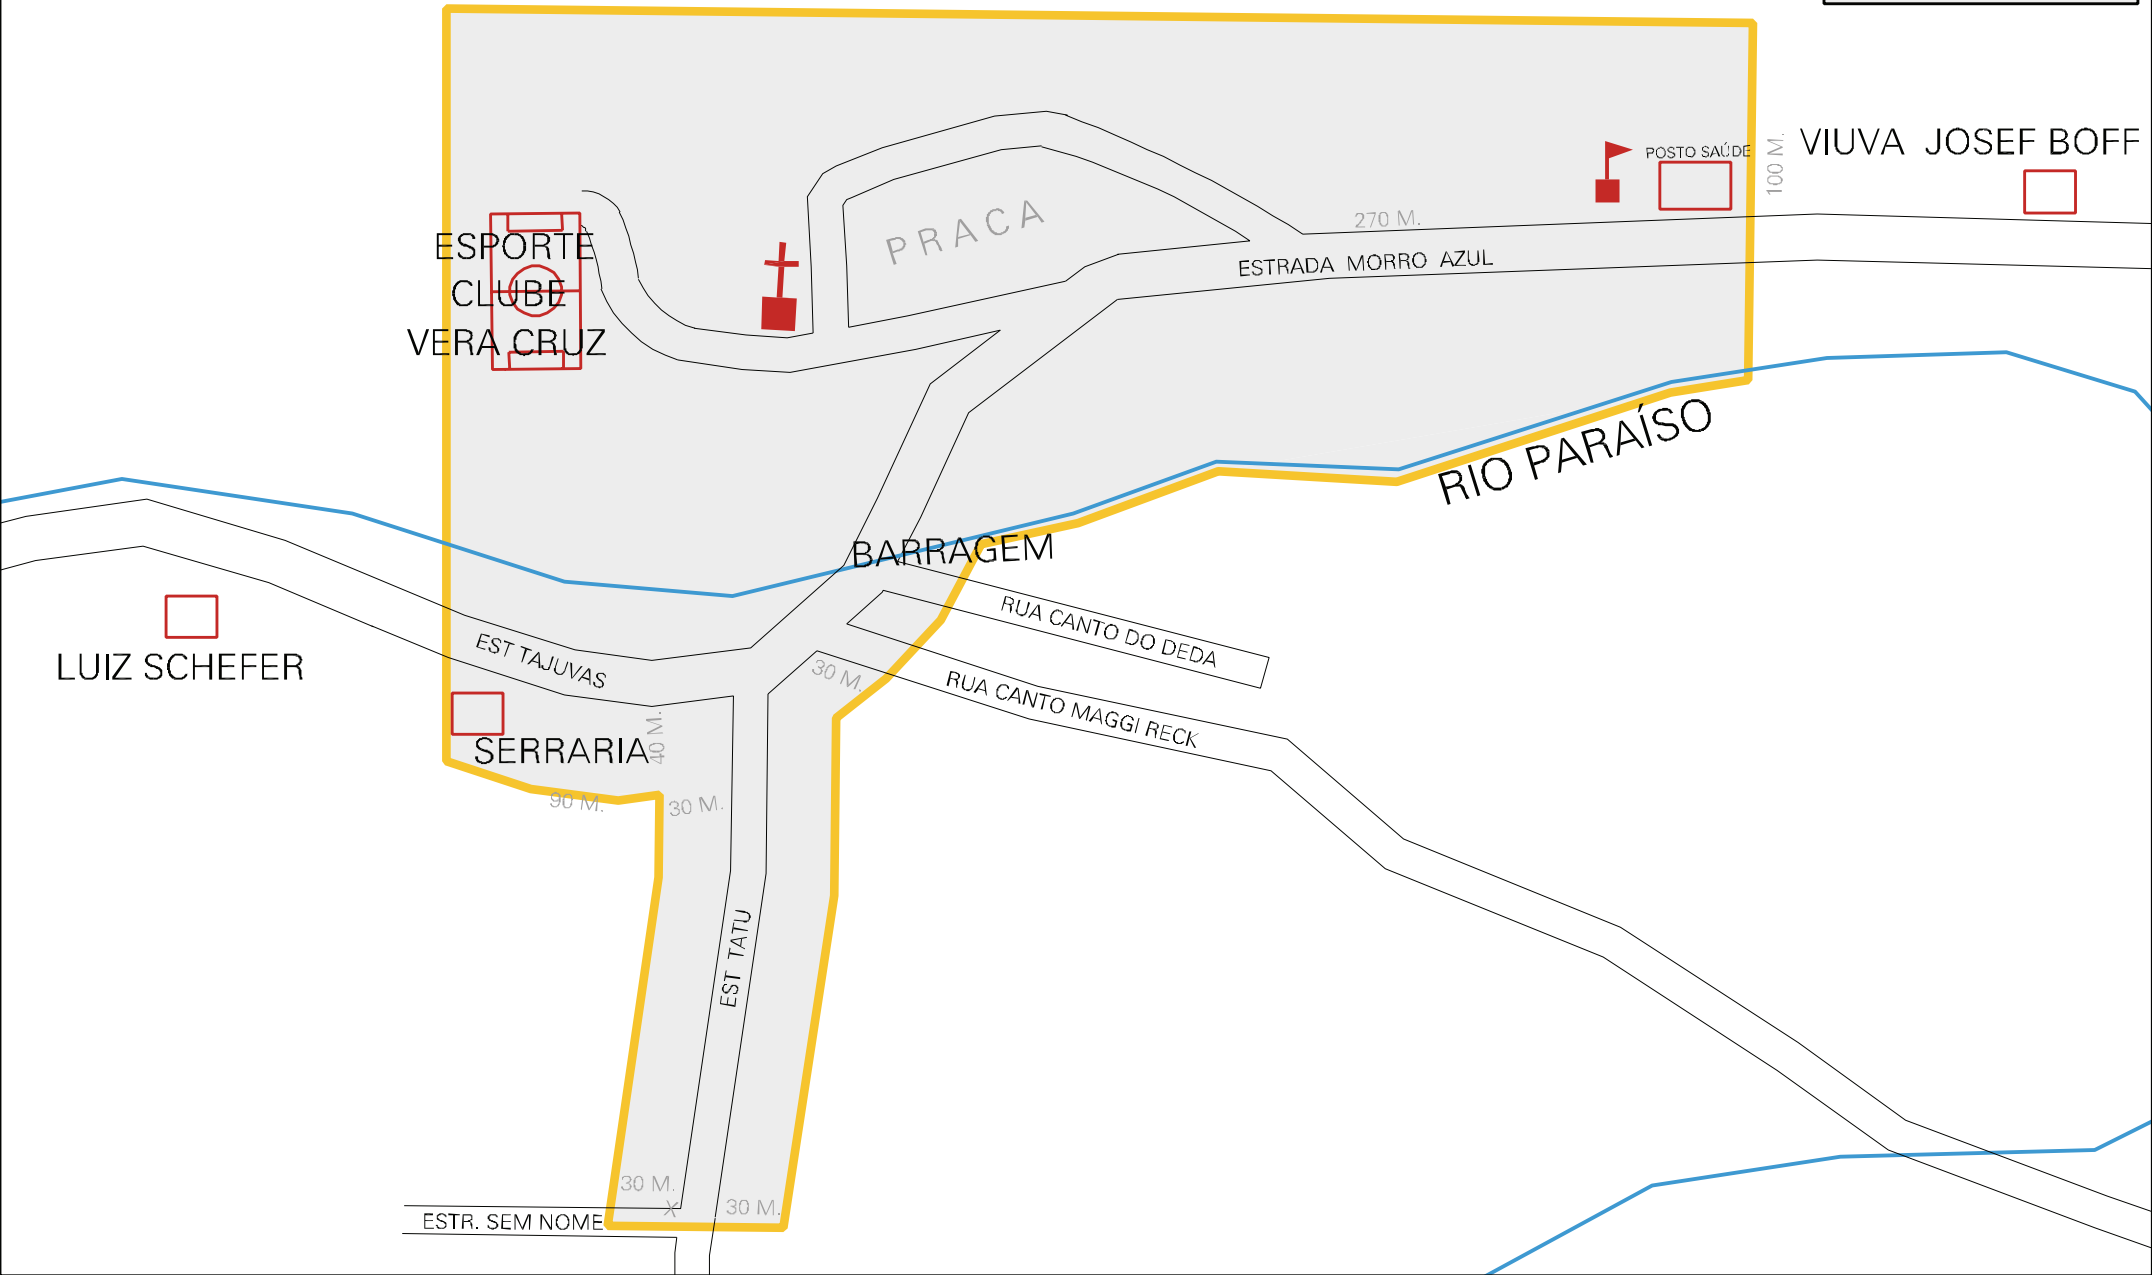 POSTO SAÚDE
100 M.
VIUVA JOSEF BOFF
PRACA
270 M.
ESPORTE
CLUBE
VERA CRUZ
ESTRADA MORRO AZUL
RIO PARAÍSO
BARRAGEM
RUA CANTO DO DEDA
LUIZ SCHEFER
EST TAJUVAS
30 M.
RUA CANTO MAGGI RECK
40 M.
SERRARIA
90 M.
30 M.
EST TATU
30 M.
X
30 M.
ESTR. SEM NOME